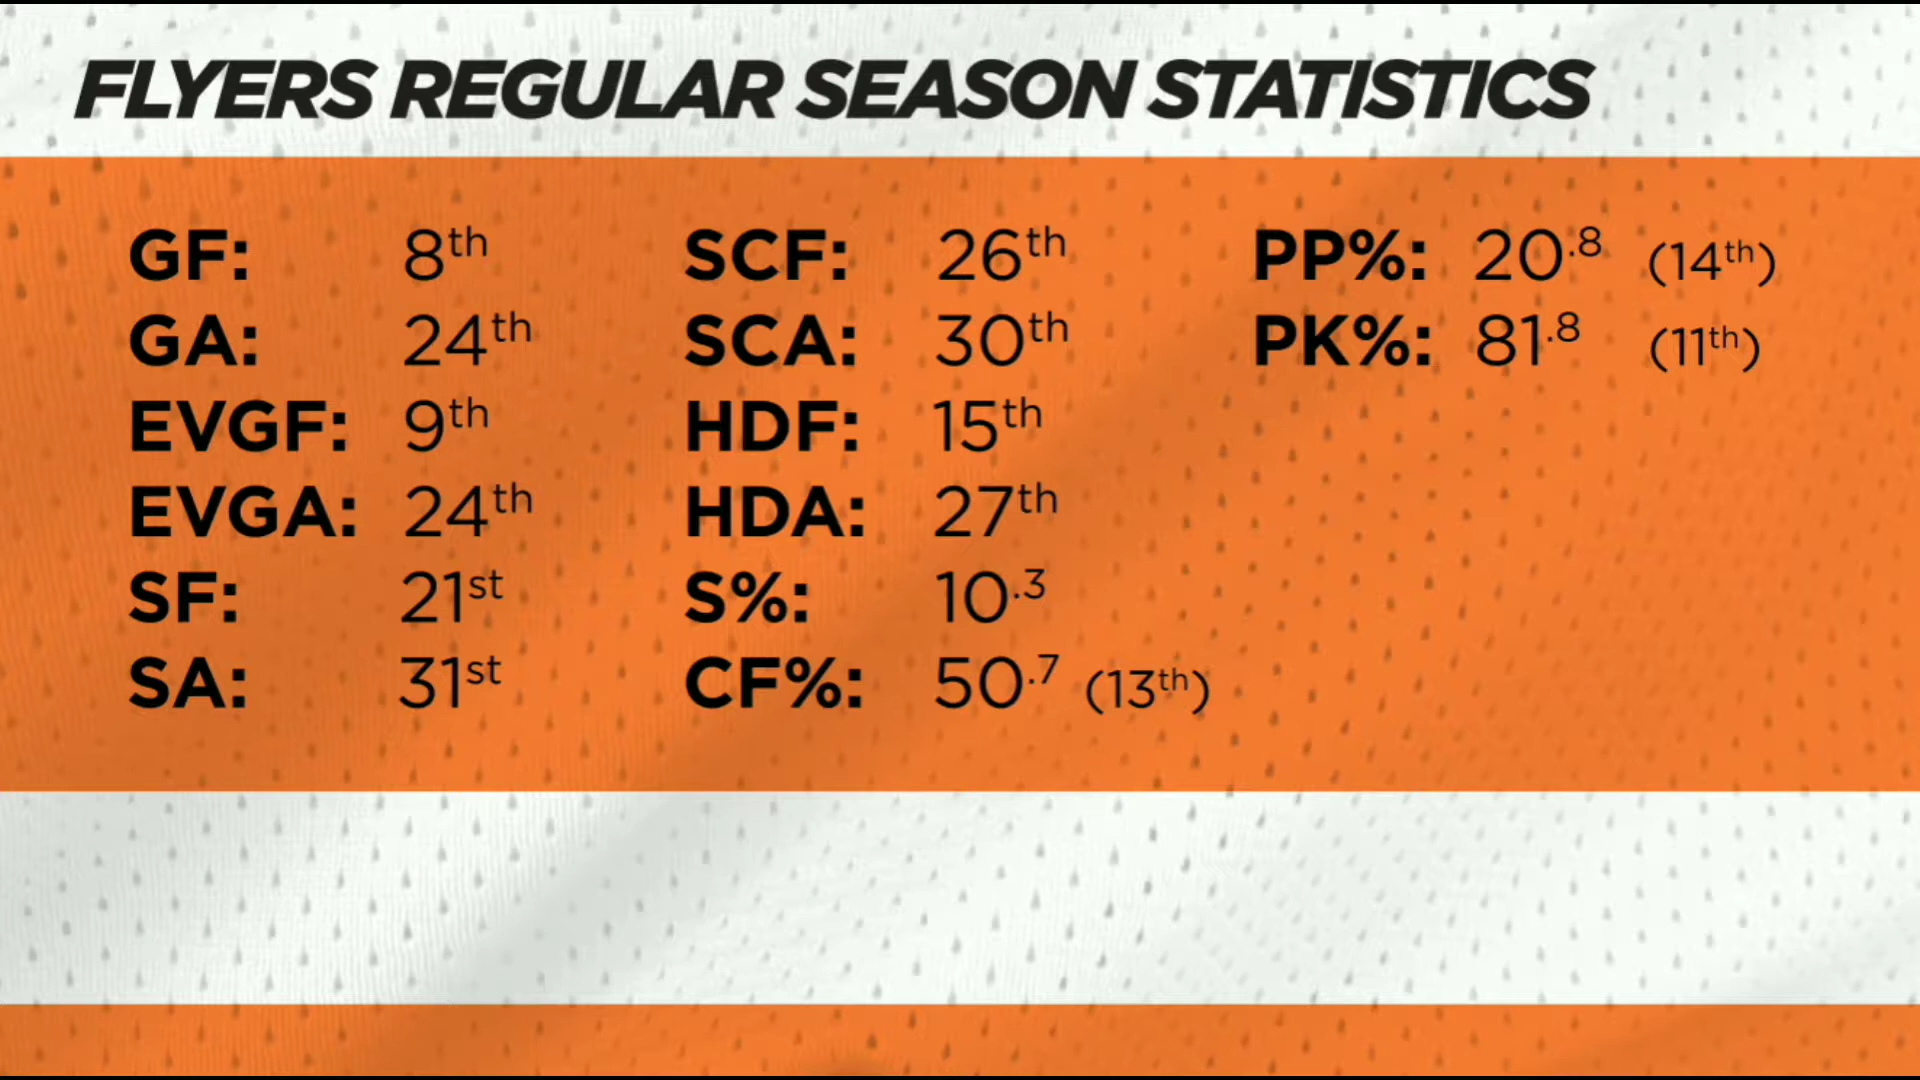 FLYERS REGULAR SEASON STATISTICS
GF: 8th
GA: 24th
EVGF: 9th
EVGA: 24th
SF: 21st
SA: 31st
SCF: 26th
SCA: 30th
HDF: 15th
HDA: 27th
S%: 10.3
CF%: 50.7 (13th)
PP%: 20.8 (14th)
PK%: 81.8 (11th)